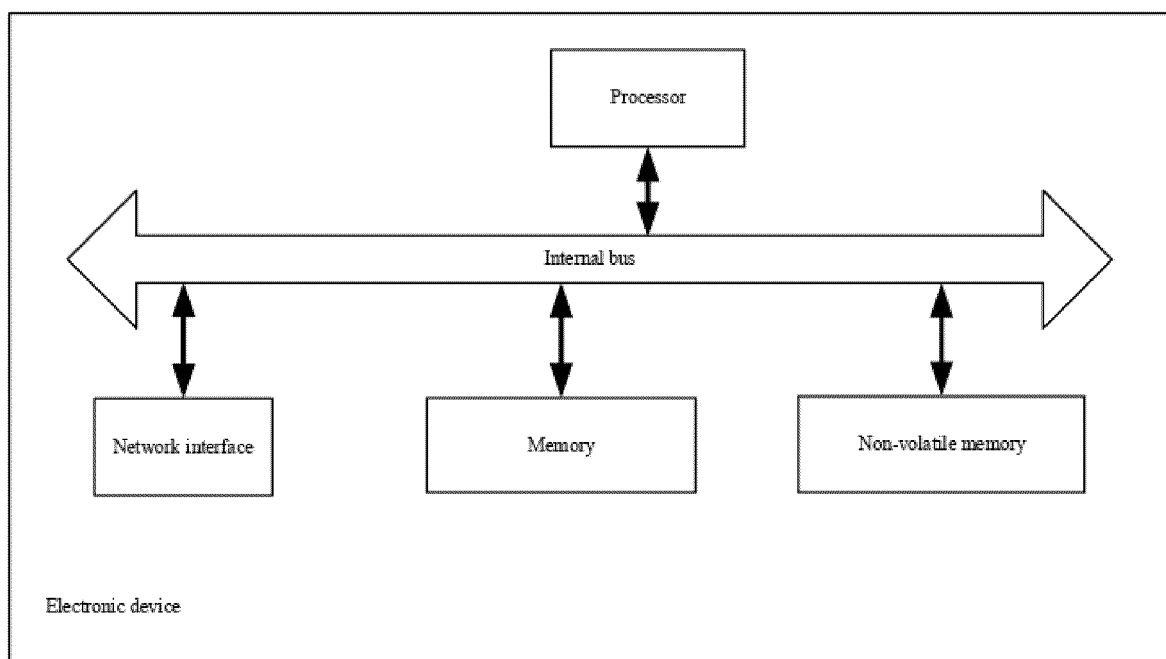 Processor
Internal bus
Network interface
Memory
Non-volatile memory
Electronic device